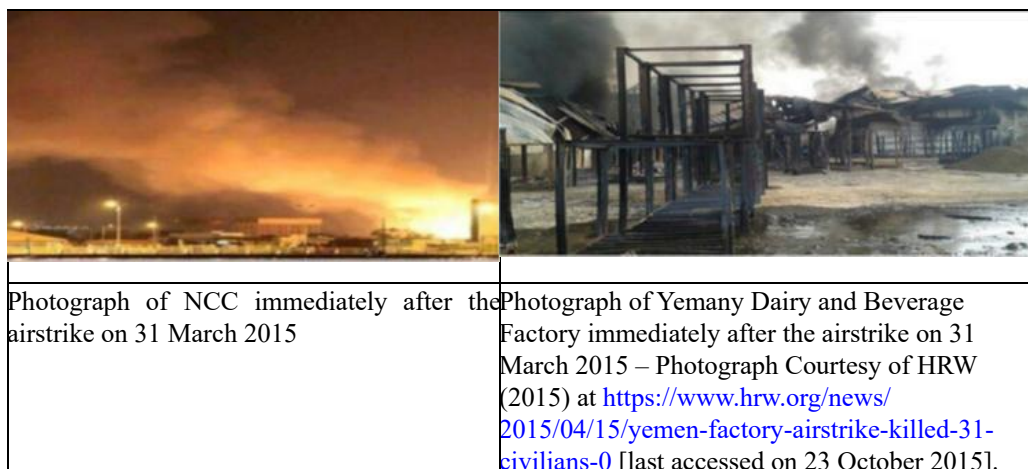 Photograph of NCC immediately after the
airstrike on 31 March 2015
Photograph of Yemany Dairy and Beverage
Factory immediately after the airstrike on 31
March 2015 – Photograph Courtesy of HRW
(2015) at https://www.hrw.org/news/
2015/04/15/yemen-factory-airstrike-killed-31-
civilians-0 [last accessed on 23 October 2015].